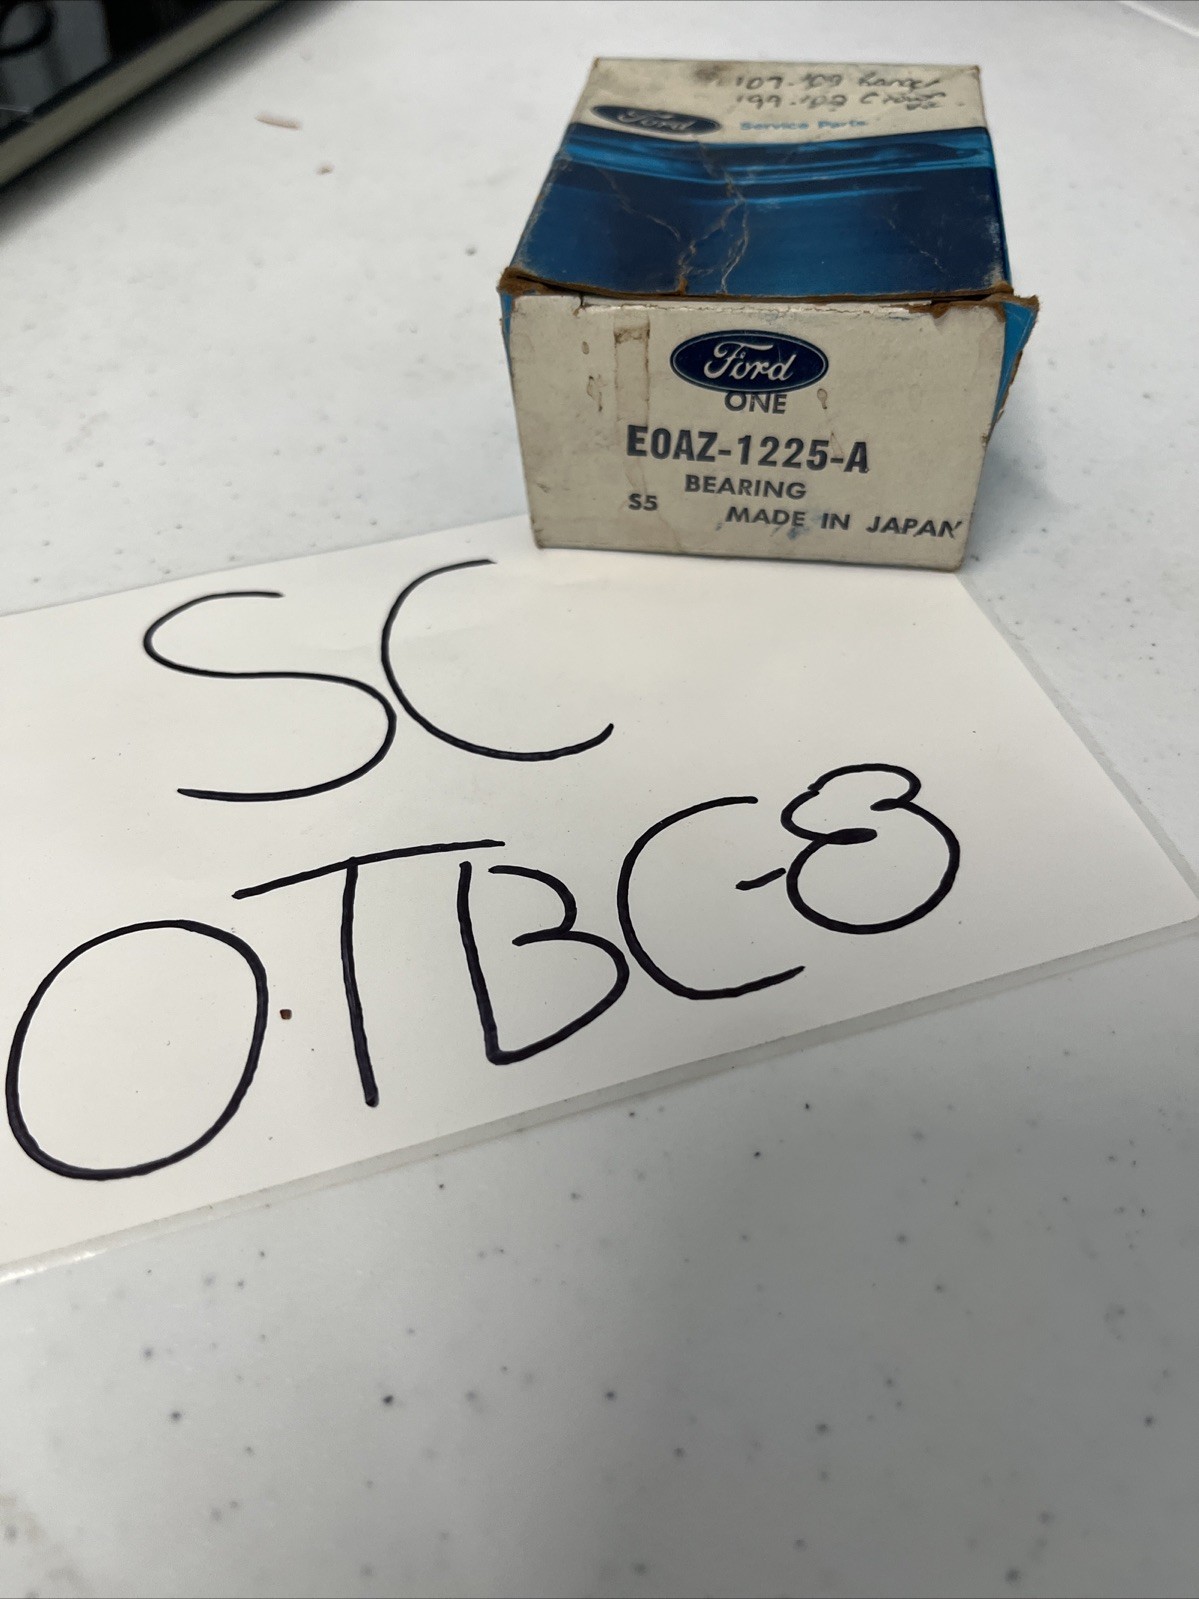 Ford Service Parts
Ford
ONE
E0AZ-1225-A
BEARING
S5 MADE IN JAPAN
SC
OTBC-8